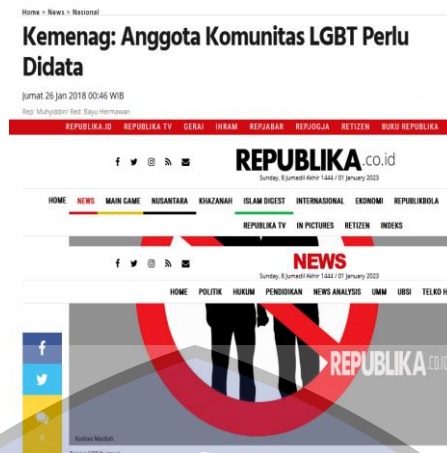 Home > News > Nasional
Kemenag: Anggota Komunitas LGBT Perlu
Didata
Jumat 26 Jan 2018 00:46 WIB
Rep: Muhyiddin/ Red: Bayu Hermawan
REPUBLIKA.ID REPUBLIKA TV GERAI IHRAM REPJABAR REPJOGJA RETIZEN BUKU REPUBLIKA
REPUBLIKA.co.id
Sunday, 8 Jumadil Akhir 1444 / 01 January 2023
HOME NEWS MAIN GAME NUSANTARA KHAZANAH ISLAM DIGEST INTERNASIONAL EKONOMI REPUBLIKBOLA
REPUBLIKA TV IN PICTURES RETIZEN INDEKS
NEWS
Sunday, 8 Jumadil Akhir 1444 / 01 January 2023
HOME POLITIK HUKUM PENDIDIKAN NEWS ANALYSIS UMM UBSI TELKO H
REPUBLIKA.CO.ID